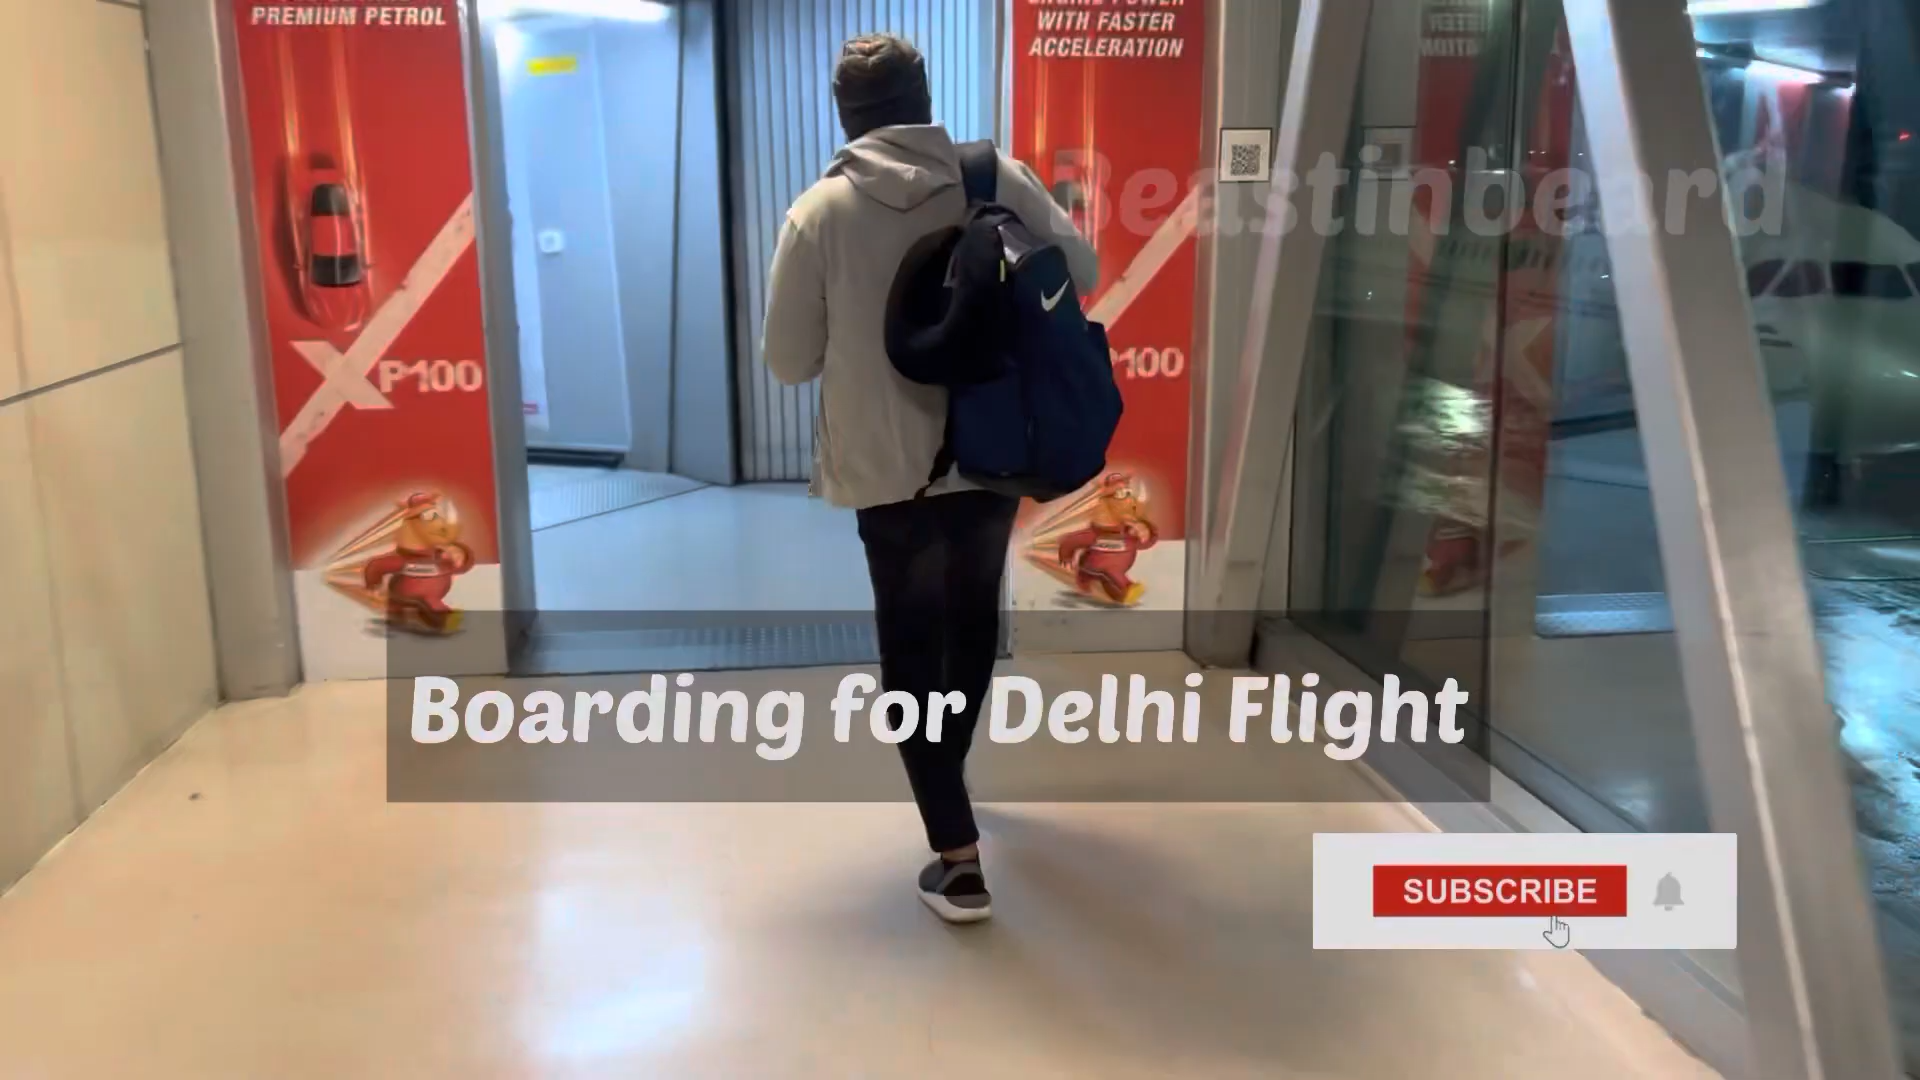 PREMIUM PETROL
WITH FASTER
ACCELERATION
Beastinbeard
XP100
P100
Boarding for Delhi Flight
SUBSCRIBE